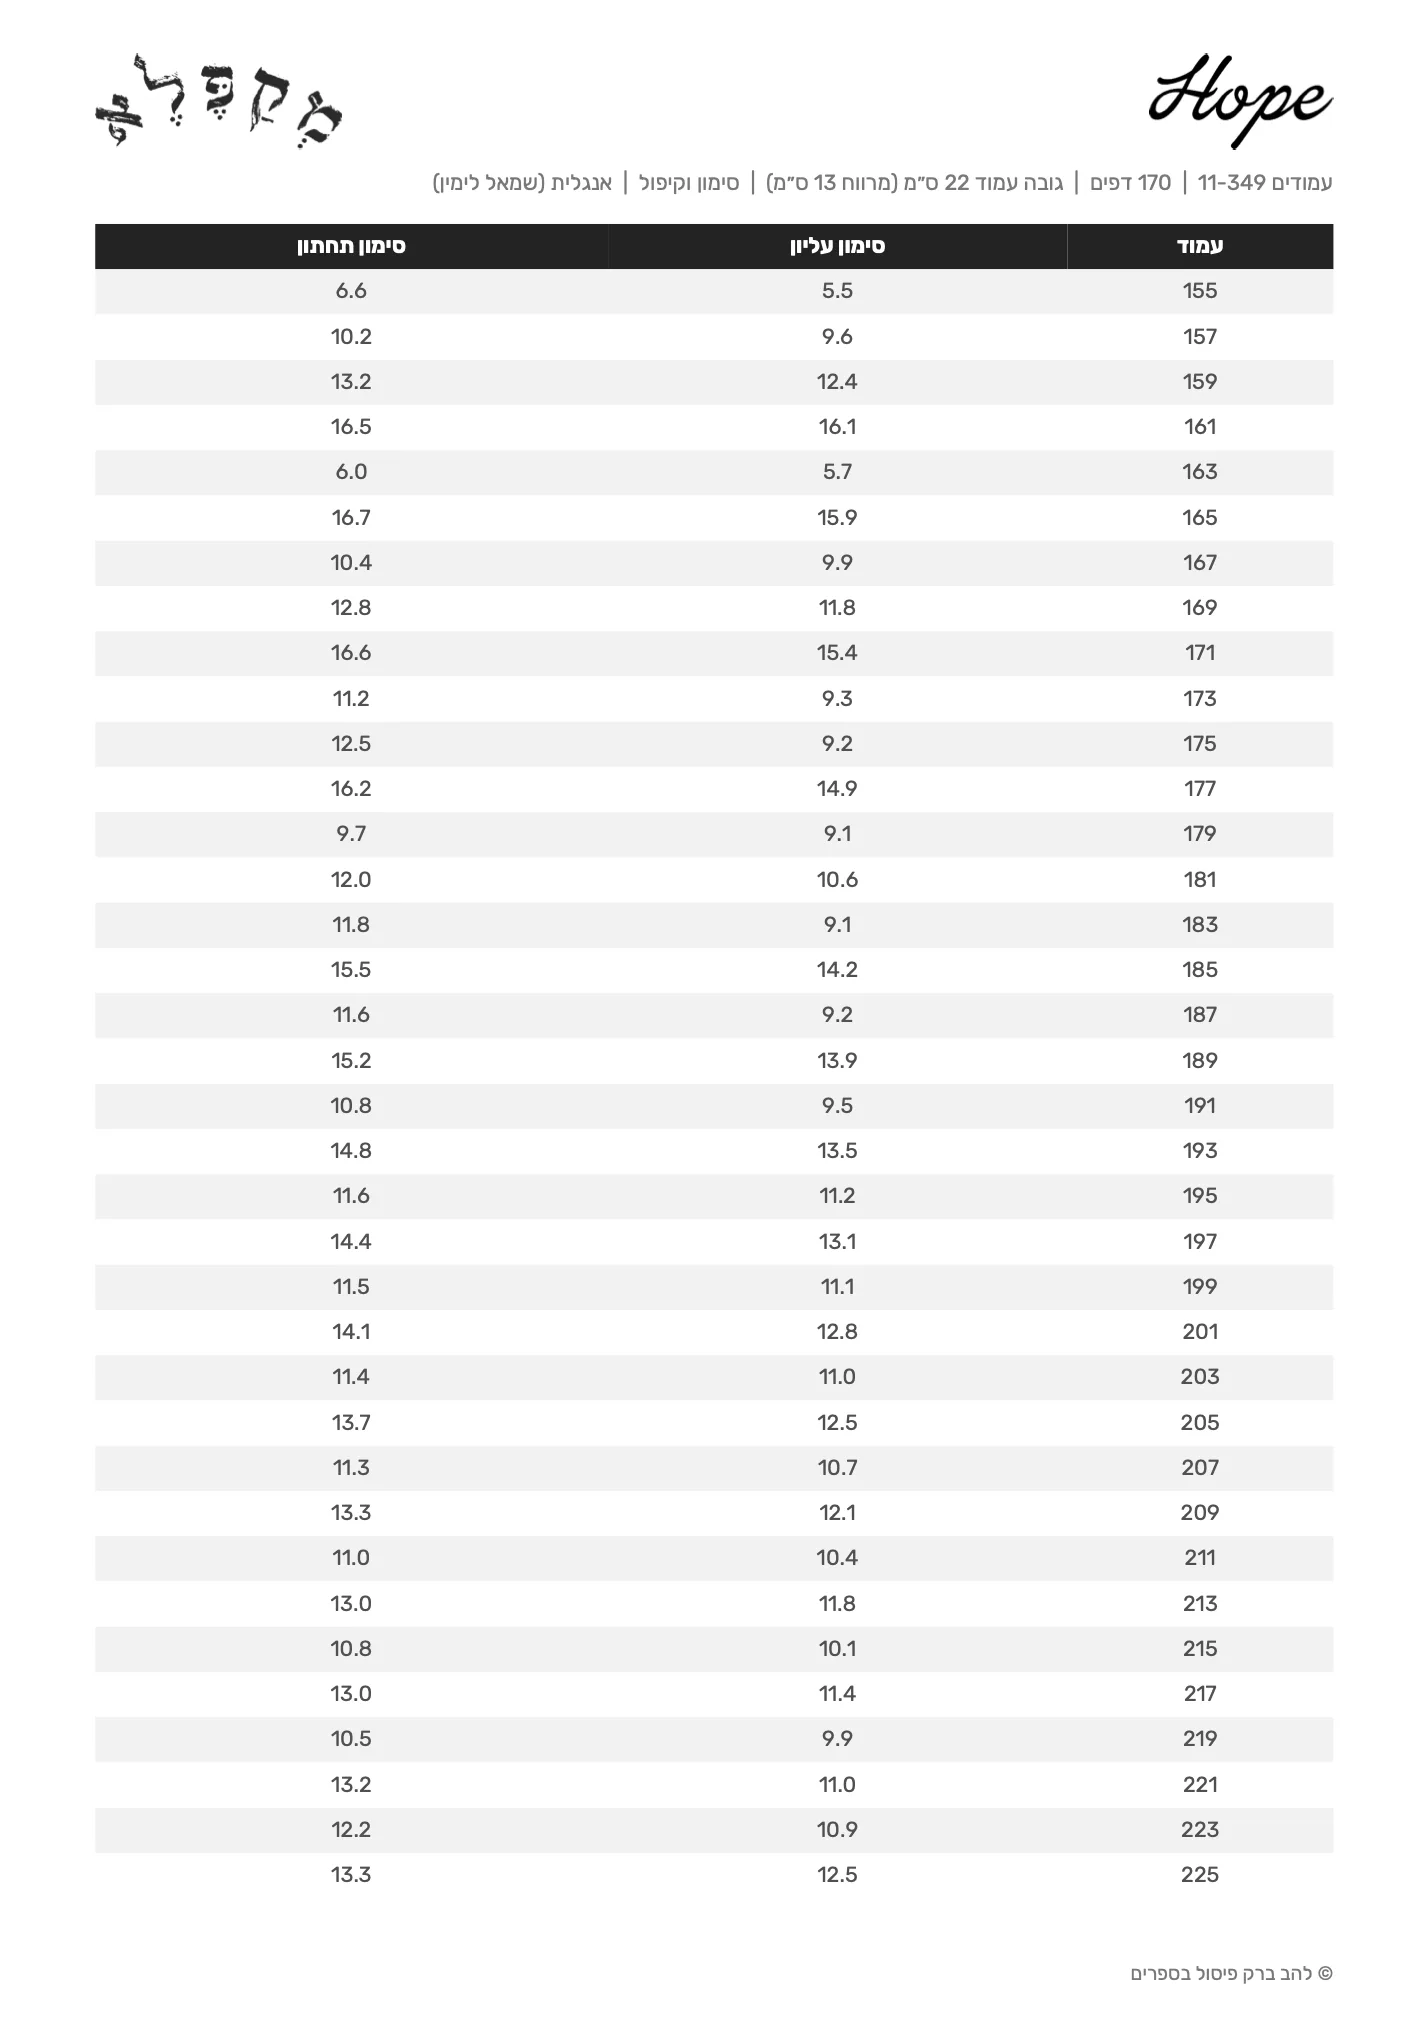 Hope
מְקַפֶּלֶת
עמודים 11-349 | 170 דפים | גובה עמוד 22 ס״מ (מרווח 13 ס״מ) | סימון וקיפול | אנגלית (שמאל לימין)
עמוד סימון עליון סימון תחתון
155 5.5 6.6
157 9.6 10.2
159 12.4 13.2
161 16.1 16.5
163 5.7 6.0
165 15.9 16.7
167 9.9 10.4
169 11.8 12.8
171 15.4 16.6
173 9.3 11.2
175 9.2 12.5
177 14.9 16.2
179 9.1 9.7
181 10.6 12.0
183 9.1 11.8
185 14.2 15.5
187 9.2 11.6
189 13.9 15.2
191 9.5 10.8
193 13.5 14.8
195 11.2 11.6
197 13.1 14.4
199 11.1 11.5
201 12.8 14.1
203 11.0 11.4
205 12.5 13.7
207 10.7 11.3
209 12.1 13.3
211 10.4 11.0
213 11.8 13.0
215 10.1 10.8
217 11.4 13.0
219 9.9 10.5
221 11.0 13.2
223 10.9 12.2
225 12.5 13.3
© להב ברק פיסול בספרים